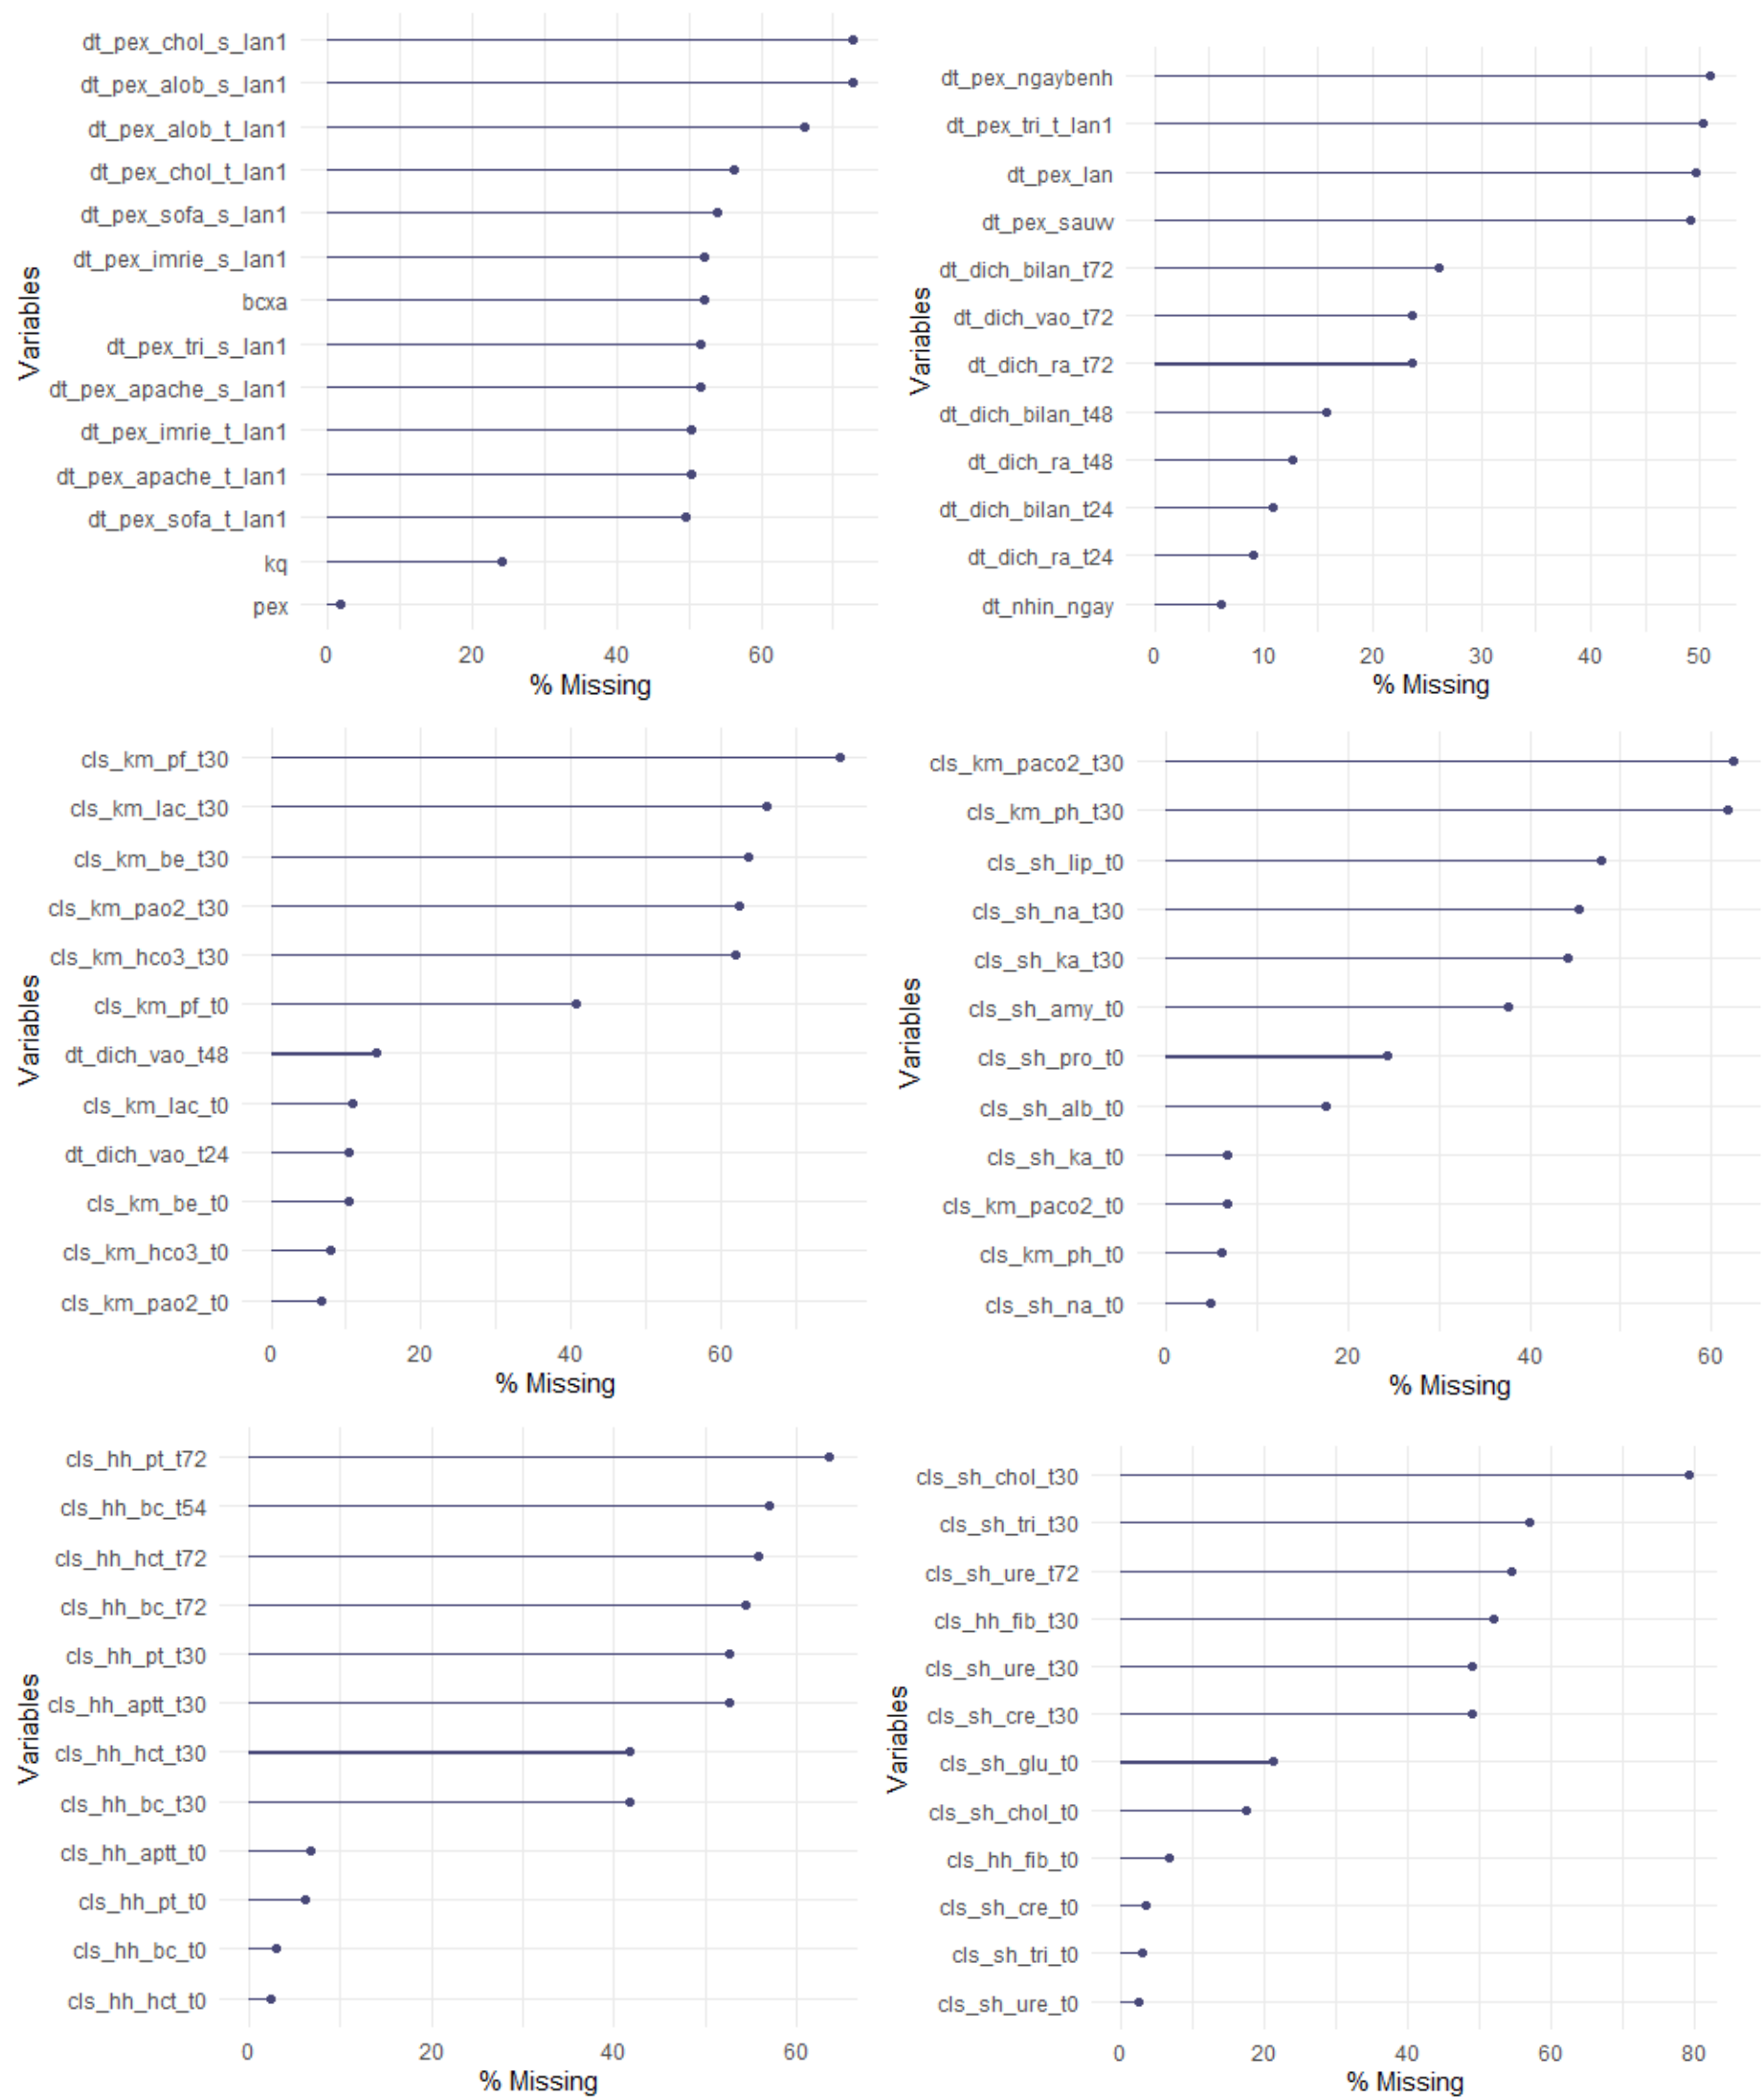 dt_pex_chol_s_lan1
dt_pex_alob_s_lan1
dt_pex_alob_t_lan1
dt_pex_chol_t_lan1
dt_pex_sofa_s_lan1
dt_pex_imrie_s_lan1
bcxa
dt_pex_tri_s_lan1
dt_pex_apache_s_lan1
dt_pex_imrie_t_lan1
dt_pex_apache_t_lan1
dt_pex_sofa_t_lan1
kq
pex
Variables
0 20 40 60
% Missing
dt_pex_ngaybenh
dt_pex_tri_t_lan1
dt_pex_lan
dt_pex_sauvv
dt_dich_bilan_t72
dt_dich_vao_t72
dt_dich_ra_t72
dt_dich_bilan_t48
dt_dich_ra_t48
dt_dich_bilan_t24
dt_dich_ra_t24
dt_nhin_ngay
Variables
0 10 20 30 40 50
% Missing
cls_km_pf_t30
cls_km_lac_t30
cls_km_be_t30
cls_km_pao2_t30
cls_km_hco3_t30
cls_km_pf_t0
dt_dich_vao_t48
cls_km_lac_t0
dt_dich_vao_t24
cls_km_be_t0
cls_km_hco3_t0
cls_km_pao2_t0
Variables
0 20 40 60
% Missing
cls_km_paco2_t30
cls_km_ph_t30
cls_sh_lip_t0
cls_sh_na_t30
cls_sh_ka_t30
cls_sh_amy_t0
cls_sh_pro_t0
cls_sh_alb_t0
cls_sh_ka_t0
cls_km_paco2_t0
cls_km_ph_t0
cls_sh_na_t0
Variables
0 20 40 60
% Missing
cls_hh_pt_t72
cls_hh_bc_t54
cls_hh_hct_t72
cls_hh_bc_t72
cls_hh_pt_t30
cls_hh_aptt_t30
cls_hh_hct_t30
cls_hh_bc_t30
cls_hh_aptt_t0
cls_hh_pt_t0
cls_hh_bc_t0
cls_hh_hct_t0
Variables
0 20 40 60
% Missing
cls_sh_chol_t30
cls_sh_tri_t30
cls_sh_ure_t72
cls_hh_fib_t30
cls_sh_ure_t30
cls_sh_cre_t30
cls_sh_glu_t0
cls_sh_chol_t0
cls_hh_fib_t0
cls_sh_cre_t0
cls_sh_tri_t0
cls_sh_ure_t0
Variables
0 20 40 60 80
% Missing